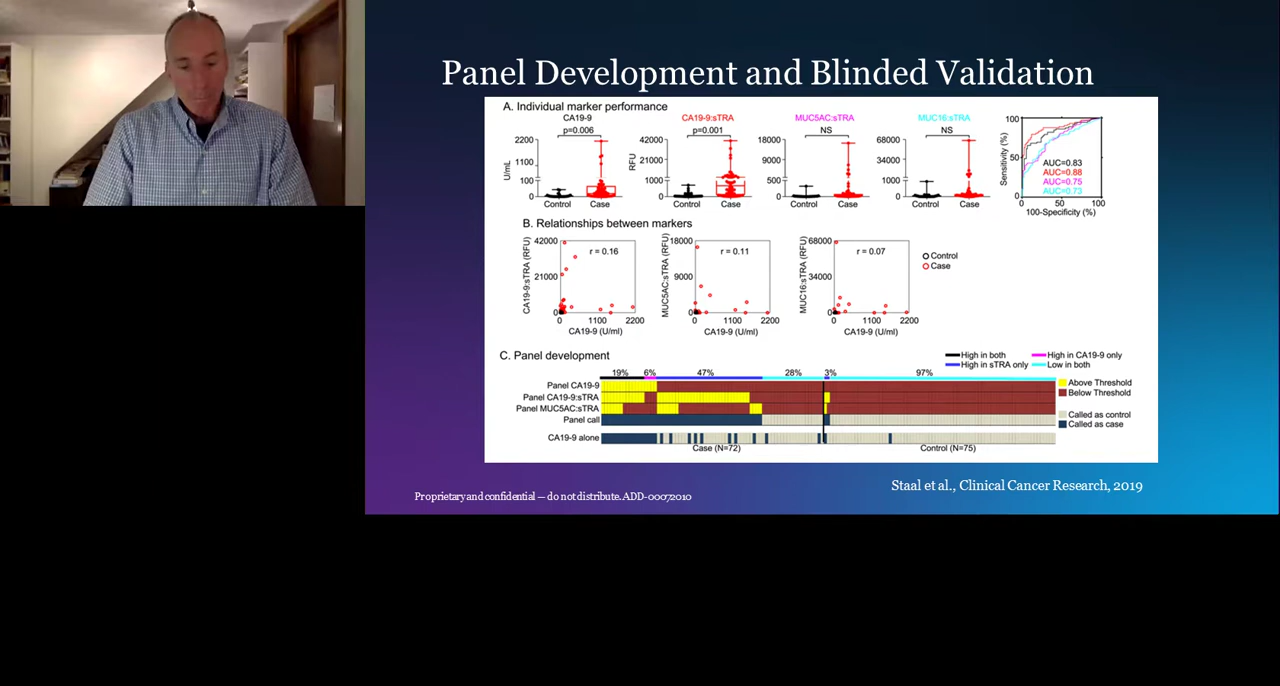 Panel Development and Blinded Validation
A. Individual marker performance
CA19-9
CA19-9:sTRA
MUC5AC:sTRA
MUC16:sTRA
p=0.006
p=0.001
NS
NS
U/mL
2200
1100
100
0
Control Case
RFU
42000
21000
1000
0
Control Case
18000
9000
500
0
Control Case
68000
34000
1000
0
Control Case
Sensitivity (%)
100
50
0
AUC=0.83
AUC=0.88
AUC=0.75
AUC=0.73
0 50 100
100-Specificity (%)
B. Relationships between markers
CA19-9:sTRA (RFU)
42000
21000
0
r = 0.16
0 1100 2200
CA19-9 (U/ml)
MUC5AC:sTRA (RFU)
18000
9000
0
r = 0.11
0 1100 2200
CA19-9 (U/ml)
MUC16:sTRA (RFU)
68000
34000
0
r = 0.07
0 1100 2200
CA19-9 (U/ml)
Control
Case
C. Panel development
High in both
High in CA19-9 only
High in sTRA only
Low in both
19% 6% 47% 28% 3% 97%
Panel CA19-9
Panel CA19-9:sTRA
Panel MUC5AC:sTRA
Panel call
CA19-9 alone
Above Threshold
Below Threshold
Called as control
Called as case
Case (N=72)
Control (N=75)
Staal et al., Clinical Cancer Research, 2019
Proprietary and confidential — do not distribute. ADD-00072010